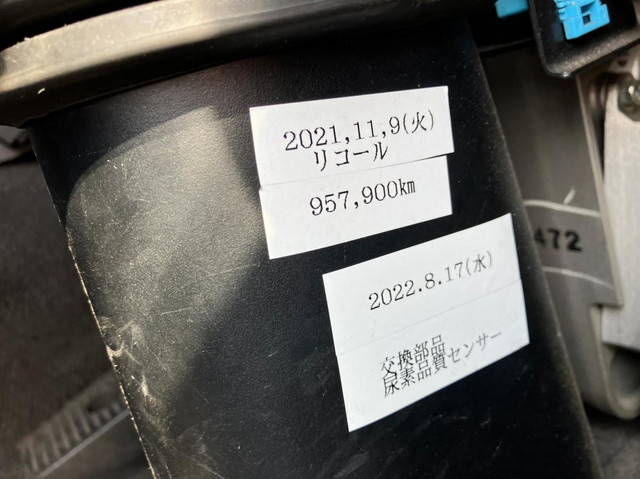 2021,11,9(火)
リコール
957,900km
472
2022.8.17(水)
交換部品
尿素品質センサー